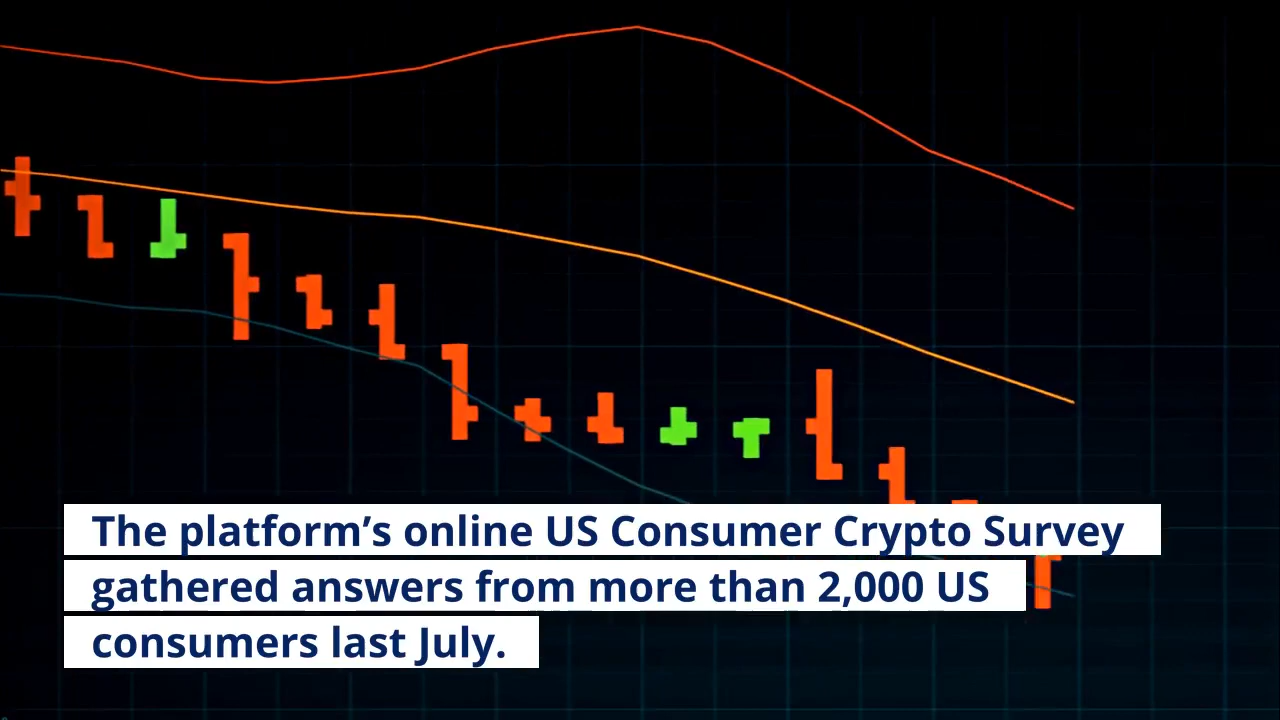 The platform’s online US Consumer Crypto Survey
gathered answers from more than 2,000 US
consumers last July.